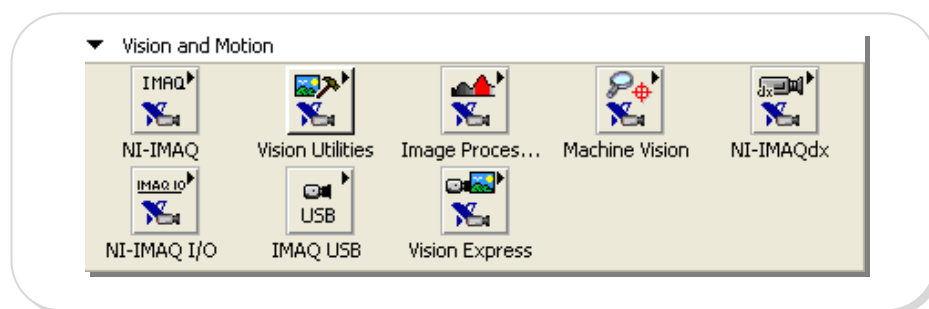 Vision and Motion
IMAQ
NI-IMAQ Vision Utilities Image Proces... Machine Vision NI-IMAQdx
dx
IMAQ IO
USB
NI-IMAQ I/O IMAQ USB Vision Express